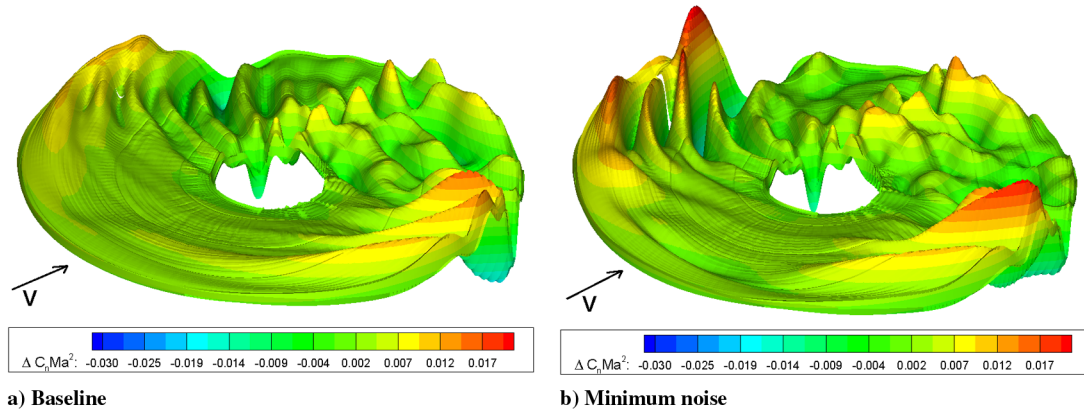 V
Δ CₙMa²: -0.030 -0.025 -0.019 -0.014 -0.009 -0.004 0.002 0.007 0.012 0.017
a) Baseline
V
Δ CₙMa²: -0.030 -0.025 -0.019 -0.014 -0.009 -0.004 0.002 0.007 0.012 0.017
b) Minimum noise